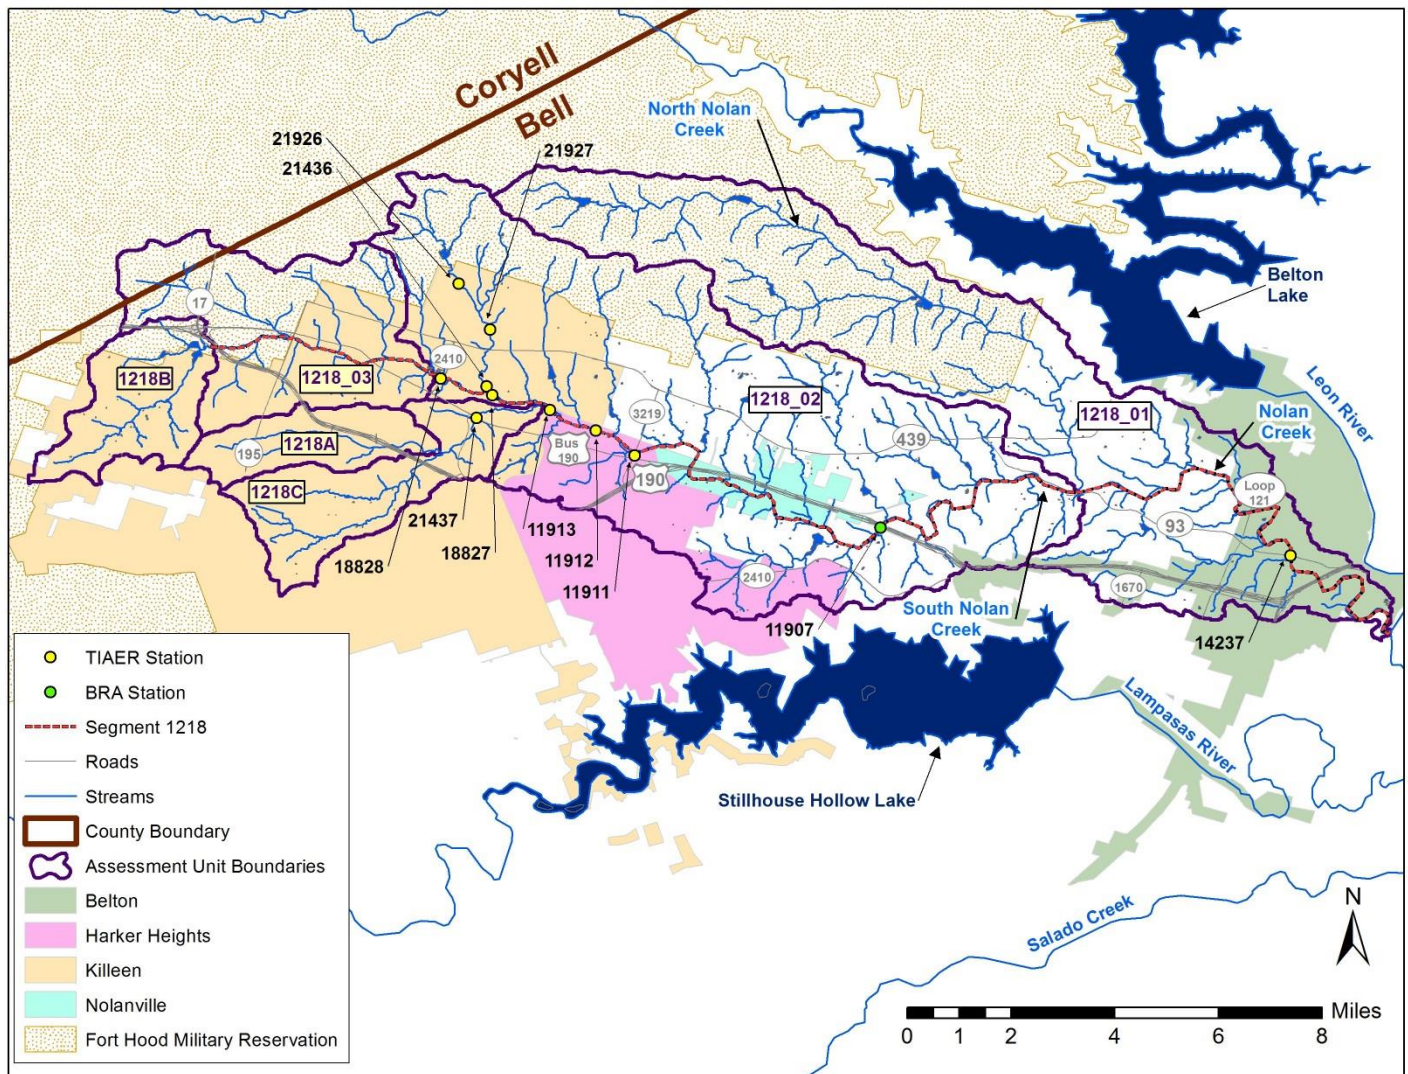 Coryell
Bell
North Nolan
Creek
21926
21436
21927
Belton
Lake
17
2410
1218B
1218_03
1218_02
1218_01
Leon River
Nolan
Creek
3219
439
1218A
195
Bus
190
190
Loop
121
1218C
93
21437
11913
18827
18828
11912
11911
2410
1670
11907
South Nolan
Creek
14237
TIAER Station
BRA Station
Segment 1218
Roads
Streams
County Boundary
Assessment Unit Boundaries
Belton
Harker Heights
Killeen
Nolanville
Fort Hood Military Reservation
Lampasas River
Stillhouse Hollow Lake
Salado Creek
N
Miles
0 1 2 4 6 8